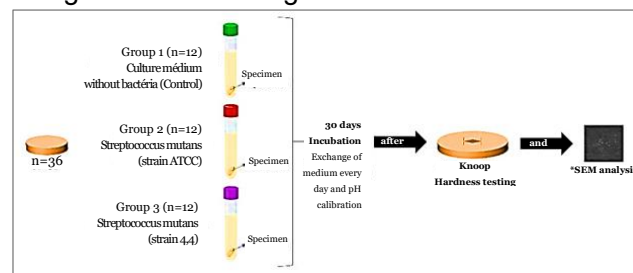 n=36
Group 1 (n=12)
Culture médium
without bactéria (Control)
Specimen
Group 2 (n=12)
Streptococcus mutans
(strain ATCC)
Specimen
Group 3 (n=12)
Streptococcus mutans
(strain 4,4)
Specimen
30 days
Incubation
Exchange of
medium every
day and pH
calibration
after
Knoop
Hardness testing
and
*SEM analysis